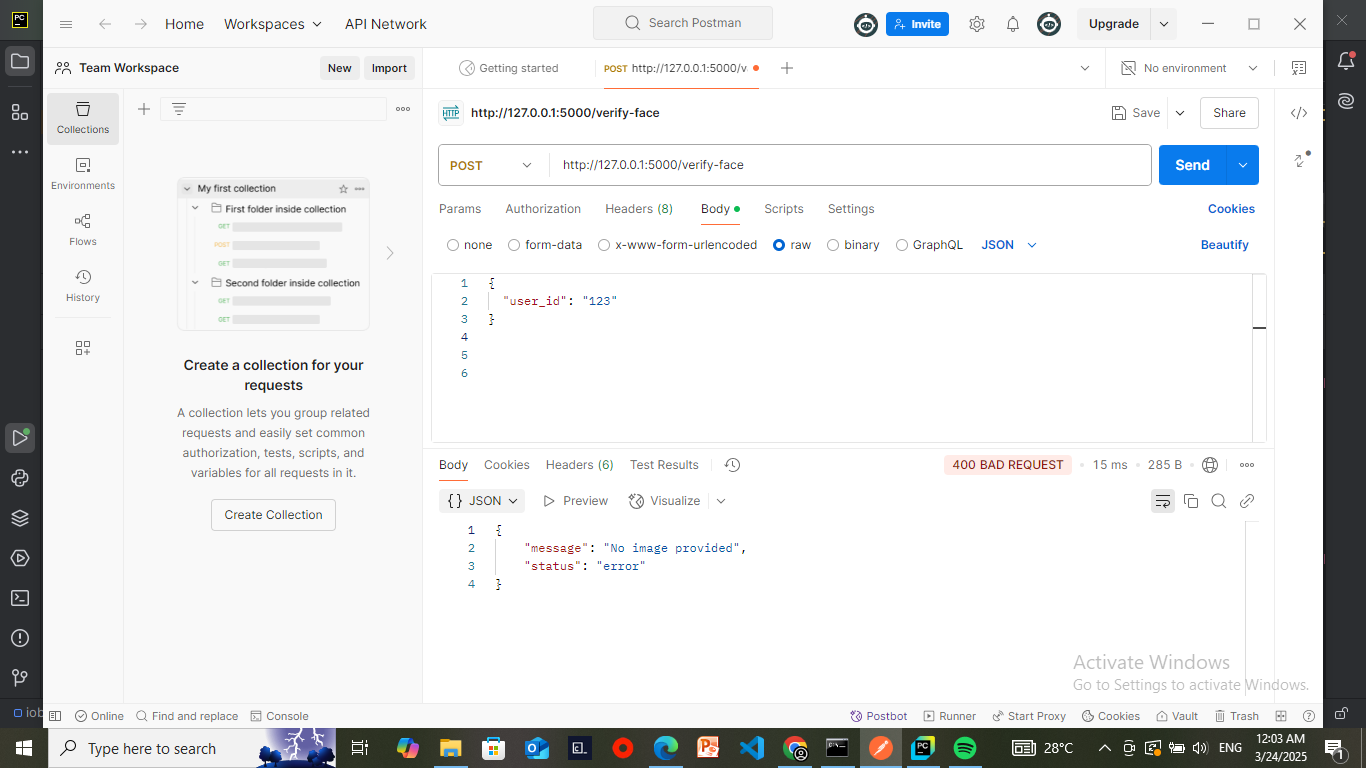 PC
Home
Workspaces
API Network
Search Postman
Invite
Upgrade
Team Workspace
New
Import
Getting started
POST http://127.0.0.1:5000/v
No environment
Collections
Environments
Flows
History
My first collection
First folder inside collection
GET
POST
GET
Second folder inside collection
GET
GET
Create a collection for your
requests
A collection lets you group related
requests and easily set common
authorization, tests, scripts, and
variables for all requests in it.
Create Collection
HTTP http://127.0.0.1:5000/verify-face
Save
Share
POST
http://127.0.0.1:5000/verify-face
Send
Params
Authorization
Headers (8)
Body
Scripts
Settings
Cookies
none
form-data
x-www-form-urlencoded
raw
binary
GraphQL
JSON
Beautify
1 {
2 "user_id": "123"
3 }
4
5
6
Body
Cookies
Headers (6)
Test Results
400 BAD REQUEST
15 ms
285 B
{} JSON
Preview
Visualize
1 {
2 "message": "No image provided",
3 "status": "error"
4 }
Activate Windows
Go to Settings to activate Windows.
iob
Online
Find and replace
Console
Postbot
Runner
Start Proxy
Cookies
Vault
Trash
Type here to search
PC
28°C
ENG
12:03 AM
3/24/2025
1